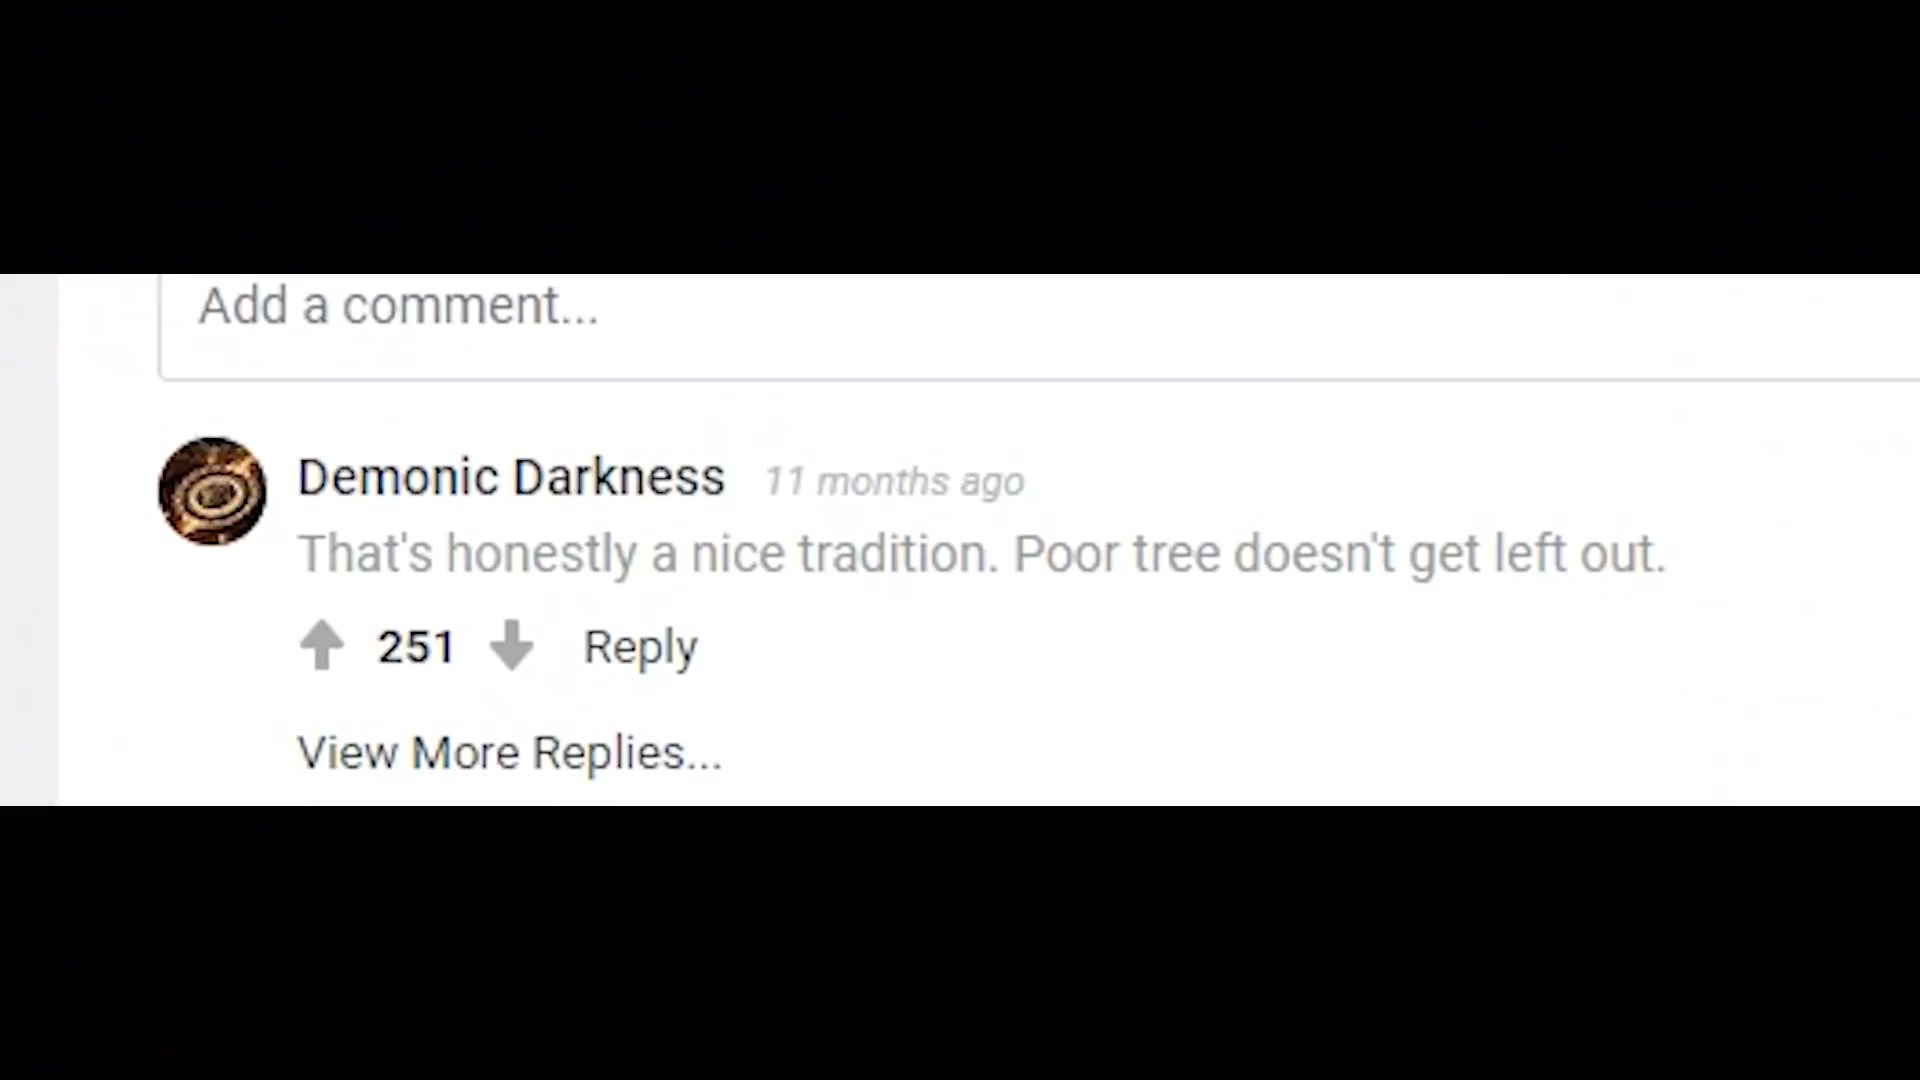 Add a comment...
Demonic Darkness 11 months ago
That's honestly a nice tradition. Poor tree doesn't get left out.
251 Reply
View More Replies...